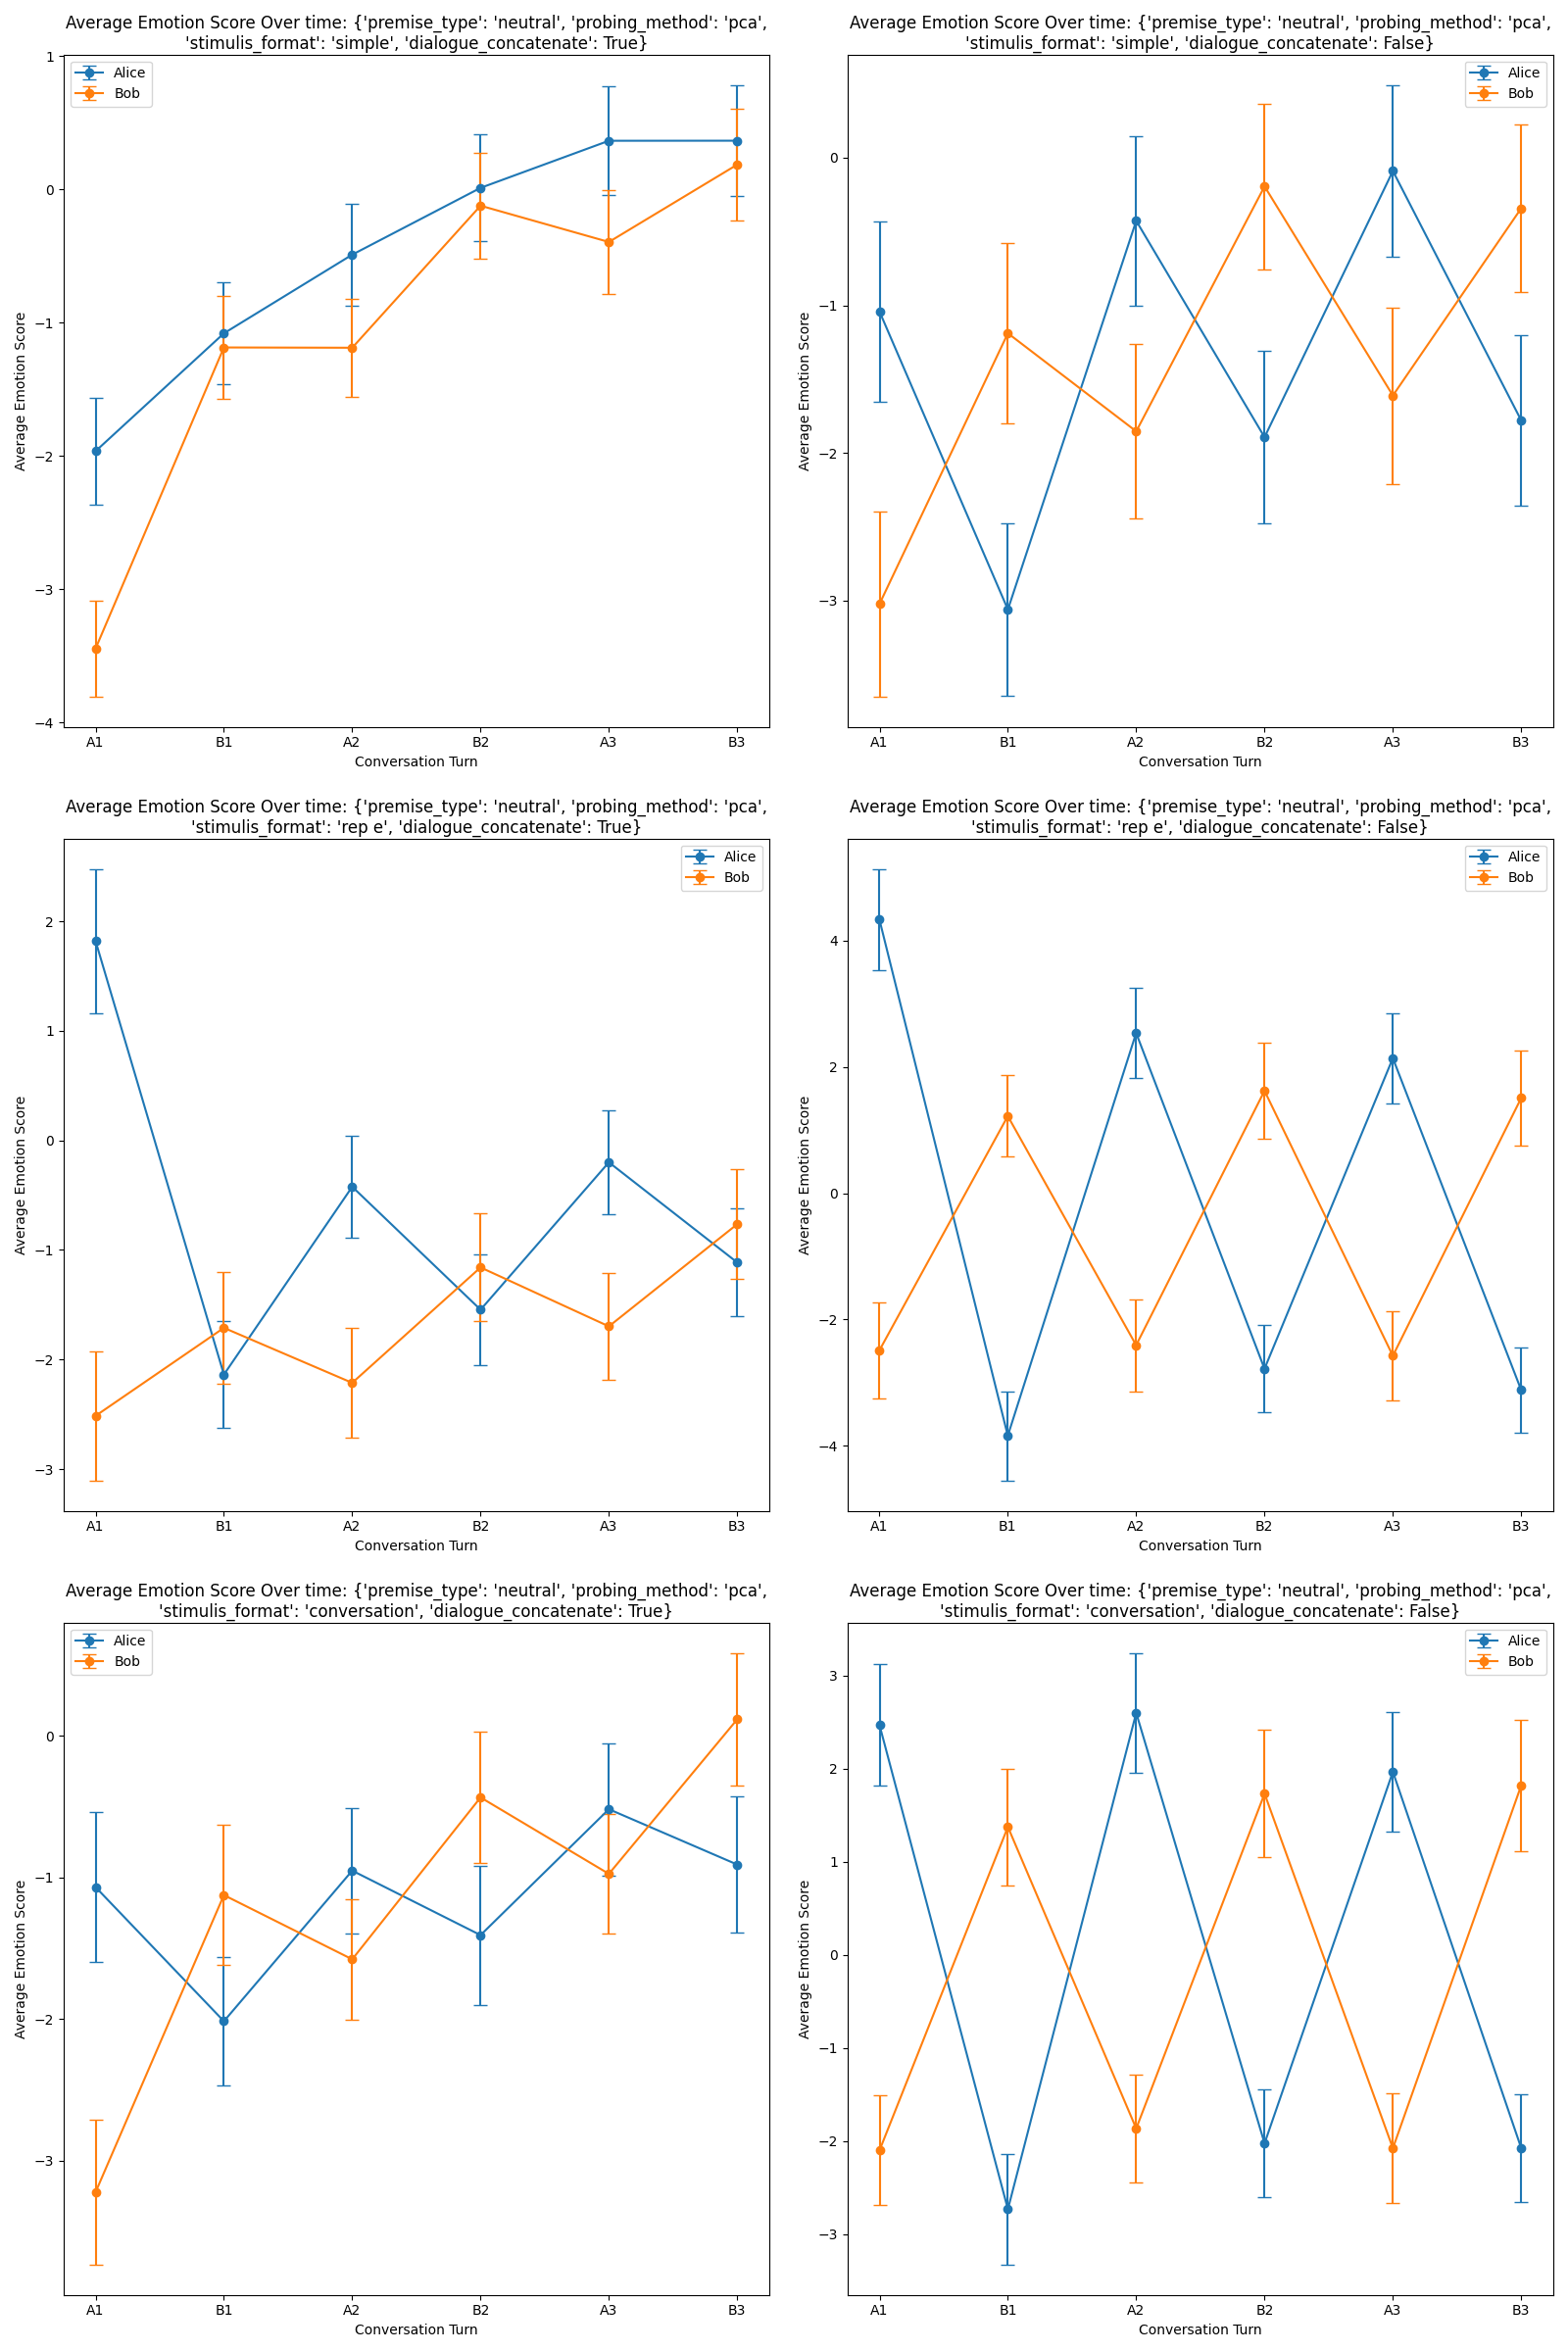 Average Emotion Score Over time: {'premise_type': 'neutral', 'probing_method': 'pca',
'stimulis_format': 'simple', 'dialogue_concatenate': True}
Alice
Bob
Average Emotion Score
1
0
−1
−2
−3
−4
A1 B1 A2 B2 A3 B3
Conversation Turn
Average Emotion Score Over time: {'premise_type': 'neutral', 'probing_method': 'pca',
'stimulis_format': 'simple', 'dialogue_concatenate': False}
Alice
Bob
Average Emotion Score
0
−1
−2
−3
A1 B1 A2 B2 A3 B3
Conversation Turn
Average Emotion Score Over time: {'premise_type': 'neutral', 'probing_method': 'pca',
'stimulis_format': 'rep e', 'dialogue_concatenate': True}
Alice
Bob
Average Emotion Score
2
1
0
−1
−2
−3
A1 B1 A2 B2 A3 B3
Conversation Turn
Average Emotion Score Over time: {'premise_type': 'neutral', 'probing_method': 'pca',
'stimulis_format': 'rep e', 'dialogue_concatenate': False}
Alice
Bob
Average Emotion Score
4
2
0
−2
−4
A1 B1 A2 B2 A3 B3
Conversation Turn
Average Emotion Score Over time: {'premise_type': 'neutral', 'probing_method': 'pca',
'stimulis_format': 'conversation', 'dialogue_concatenate': True}
Alice
Bob
Average Emotion Score
0
−1
−2
−3
A1 B1 A2 B2 A3 B3
Conversation Turn
Average Emotion Score Over time: {'premise_type': 'neutral', 'probing_method': 'pca',
'stimulis_format': 'conversation', 'dialogue_concatenate': False}
Alice
Bob
Average Emotion Score
3
2
1
0
−1
−2
−3
A1 B1 A2 B2 A3 B3
Conversation Turn